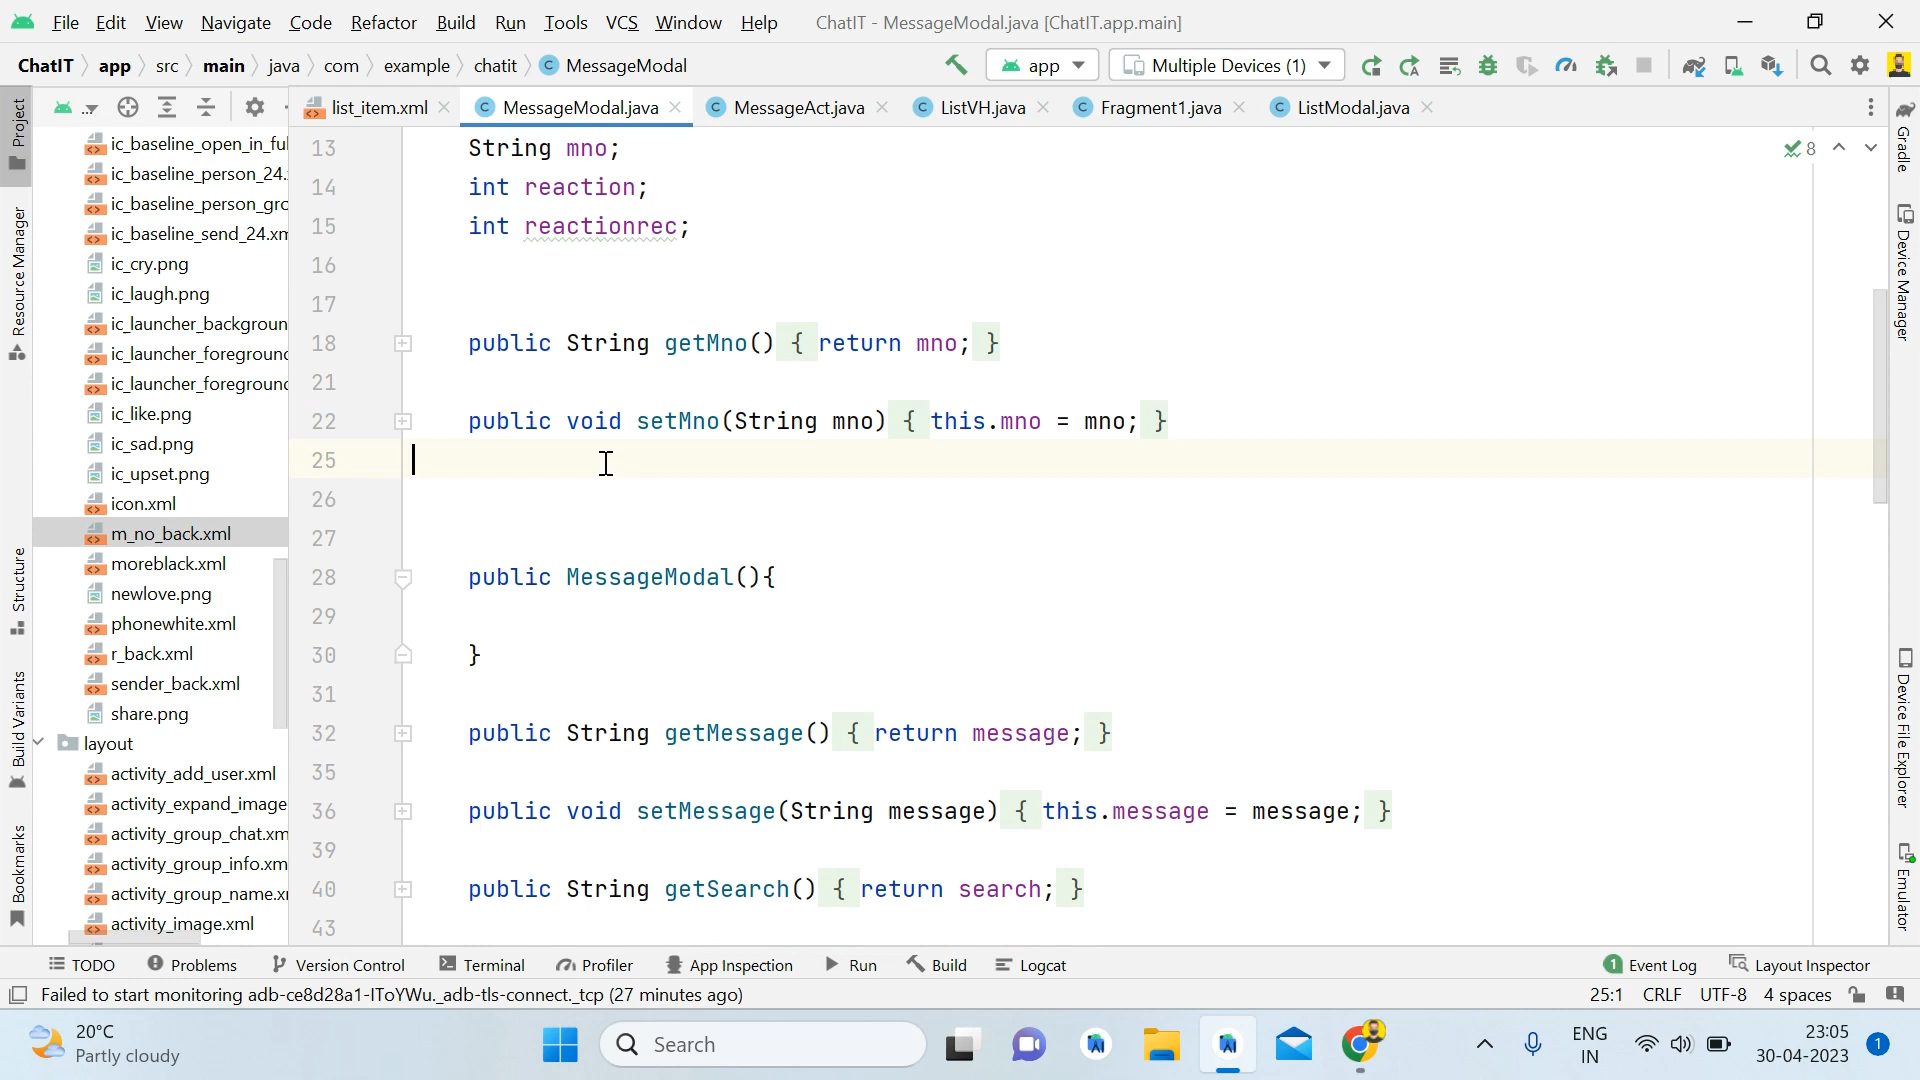 File Edit View Navigate Code Refactor Build Run Tools VCS Window Help ChatIT - MessageModal.java [ChatIT.app.main]
ChatIT app src main java com example chatit C MessageModal app Multiple Devices (1)
list_item.xml C MessageModal.java C MessageAct.java C ListVH.java C Fragment1.java C ListModal.java
Project
Resource Manager
Structure
Build Variants
Bookmarks
ic_baseline_open_in_ful
ic_baseline_person_24.
ic_baseline_person_grc
ic_baseline_send_24.xm
ic_cry.png
ic_laugh.png
ic_launcher_backgroun
ic_launcher_foreground
ic_launcher_foreground
ic_like.png
ic_sad.png
ic_upset.png
icon.xml
m_no_back.xml
moreblack.xml
newlove.png
phonewhite.xml
r_back.xml
sender_back.xml
share.png
layout
activity_add_user.xml
activity_expand_image
activity_group_chat.xm
activity_group_info.xm
activity_group_name.x
activity_image.xml
13 String mno;
14 int reaction;
15 int reactionrec;
16
17
18 public String getMno() { return mno; }
21
22 public void setMno(String mno) { this.mno = mno; }
25
26
27
28 public MessageModal(){
29
30 }
31
32 public String getMessage() { return message; }
35
36 public void setMessage(String message) { this.message = message; }
39
40 public String getSearch() { return search; }
43
8
Gradle
Device Manager
Device File Explorer
Emulator
TODO Problems Version Control Terminal Profiler App Inspection Run Build Logcat 1 Event Log Layout Inspector
Failed to start monitoring adb-ce8d28a1-IToYWu._adb-tls-connect._tcp (27 minutes ago) 25:1 CRLF UTF-8 4 spaces
20°C
Partly cloudy
Search
ENG
IN
23:05
30-04-2023
1